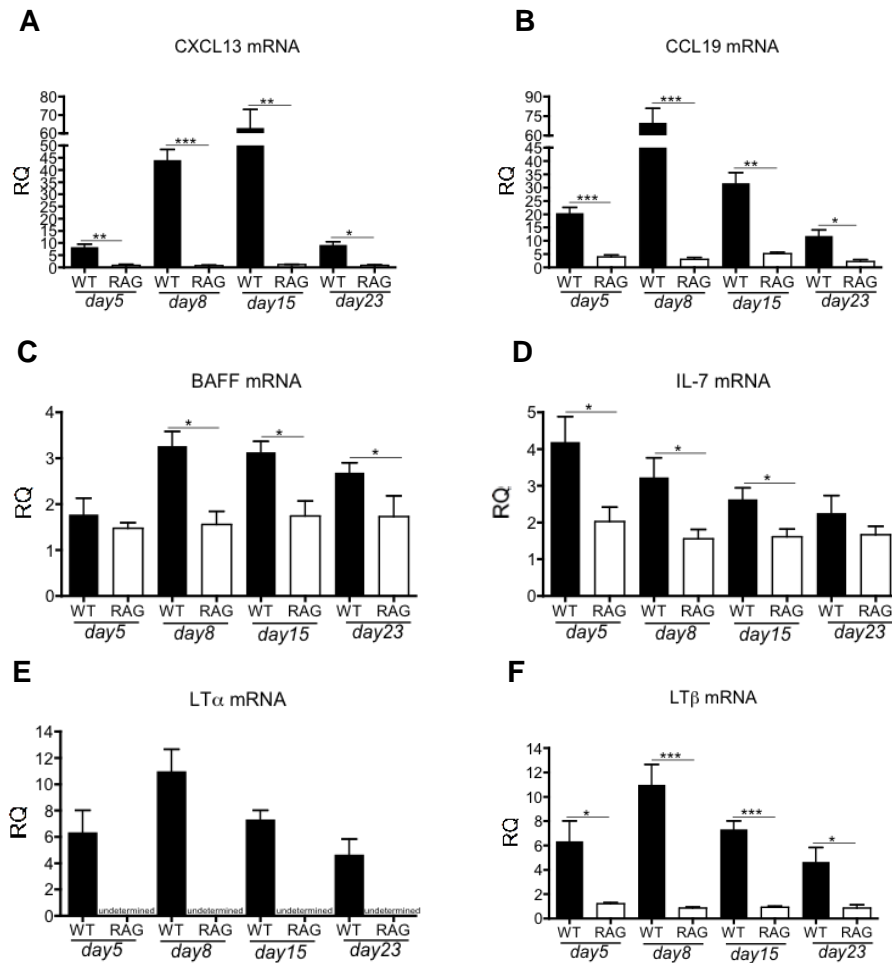 A
CXCL13 mRNA
80
70
60
50
45
40
35
30
25
20
15
10
5
0
RQ
**
***
**
*
WT RAG WT RAG WT RAG WT RAG
day5 day8 day15 day23
B
CCL19 mRNA
90
75
60
45
40
35
30
25
20
15
10
5
0
RQ
***
***
**
*
WT RAG WT RAG WT RAG WT RAG
day5 day8 day15 day23
C
BAFF mRNA
4
3
2
1
0
RQ
*
*
*
WT RAG WT RAG WT RAG WT RAG
day5 day8 day15 day23
D
IL-7 mRNA
5
4
3
2
1
0
RQ
*
*
*
WT RAG WT RAG WT RAG WT RAG
day5 day8 day15 day23
E
LTα mRNA
14
12
10
8
6
4
2
0
RQ
undetermined undetermined undetermined undetermined
WT RAG WT RAG WT RAG WT RAG
day5 day8 day15 day23
F
LTβ mRNA
14
12
10
8
6
4
2
0
RQ
*
***
***
*
WT RAG WT RAG WT RAG WT RAG
day5 day8 day15 day23